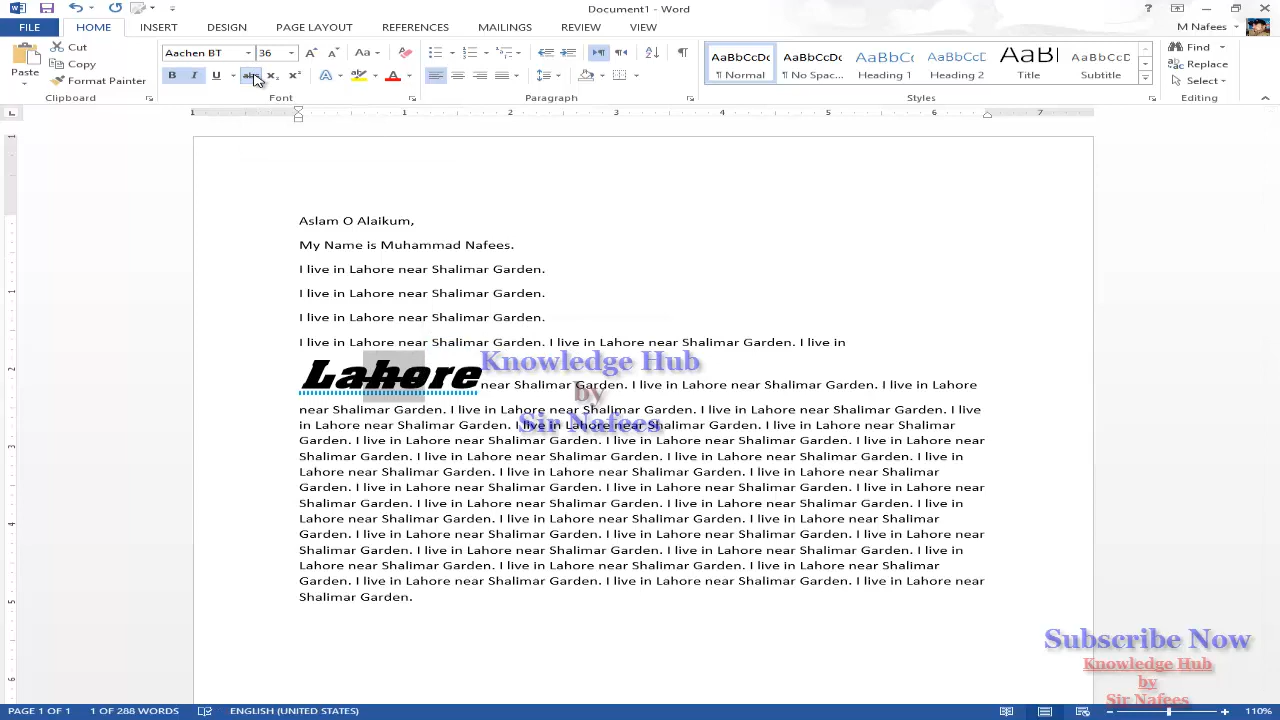 Document1 - Word
FILE HOME INSERT DESIGN PAGE LAYOUT REFERENCES MAILINGS REVIEW VIEW M Nafees
Paste Cut Copy Format Painter Clipboard
Aachen BT 36 Aa
B I U abc X₂ X² A A Font
Paragraph
AaBbCcDc AaBbCcDc AaBbCc AaBbCcD AaBl AaBbCcD
¶ Normal ¶ No Spac... Heading 1 Heading 2 Title Subtitle
Styles
Find Replace Select Editing
1 1 2 3 4 5 6 7
Aslam O Alaikum,
My Name is Muhammad Nafees.
I live in Lahore near Shalimar Garden.
I live in Lahore near Shalimar Garden.
I live in Lahore near Shalimar Garden.
I live in Lahore near Shalimar Garden. I live in Lahore near Shalimar Garden. I live in
Lahore near Shalimar Garden. I live in Lahore near Shalimar Garden. I live in Lahore
near Shalimar Garden. I live in Lahore near Shalimar Garden. I live in Lahore near Shalimar Garden. I live
in Lahore near Shalimar Garden. I live in Lahore near Shalimar Garden. I live in Lahore near Shalimar
Garden. I live in Lahore near Shalimar Garden. I live in Lahore near Shalimar Garden. I live in Lahore near
Shalimar Garden. I live in Lahore near Shalimar Garden. I live in Lahore near Shalimar Garden. I live in
Lahore near Shalimar Garden. I live in Lahore near Shalimar Garden. I live in Lahore near Shalimar
Garden. I live in Lahore near Shalimar Garden. I live in Lahore near Shalimar Garden. I live in Lahore near
Shalimar Garden. I live in Lahore near Shalimar Garden. I live in Lahore near Shalimar Garden. I live in
Lahore near Shalimar Garden. I live in Lahore near Shalimar Garden. I live in Lahore near Shalimar
Garden. I live in Lahore near Shalimar Garden. I live in Lahore near Shalimar Garden. I live in Lahore near
Shalimar Garden. I live in Lahore near Shalimar Garden. I live in Lahore near Shalimar Garden. I live in
Lahore near Shalimar Garden. I live in Lahore near Shalimar Garden. I live in Lahore near Shalimar
Garden. I live in Lahore near Shalimar Garden. I live in Lahore near Shalimar Garden. I live in Lahore near
Shalimar Garden.
Knowledge Hub
by
Sir Nafees
Subscribe Now
Knowledge Hub
by
Sir Nafees
PAGE 1 OF 1 1 OF 288 WORDS ENGLISH (UNITED STATES) 110%